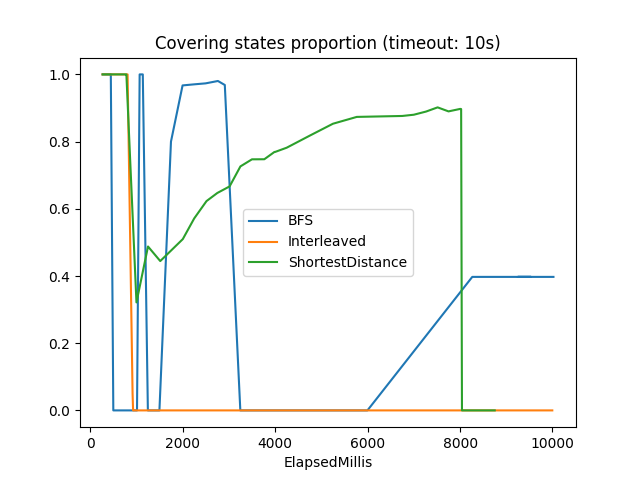 Covering states proportion (timeout: 10s)
1.0
0.8
0.6
0.4
0.2
0.0
BFS
Interleaved
ShortestDistance
0 2000 4000 6000 8000 10000
ElapsedMillis